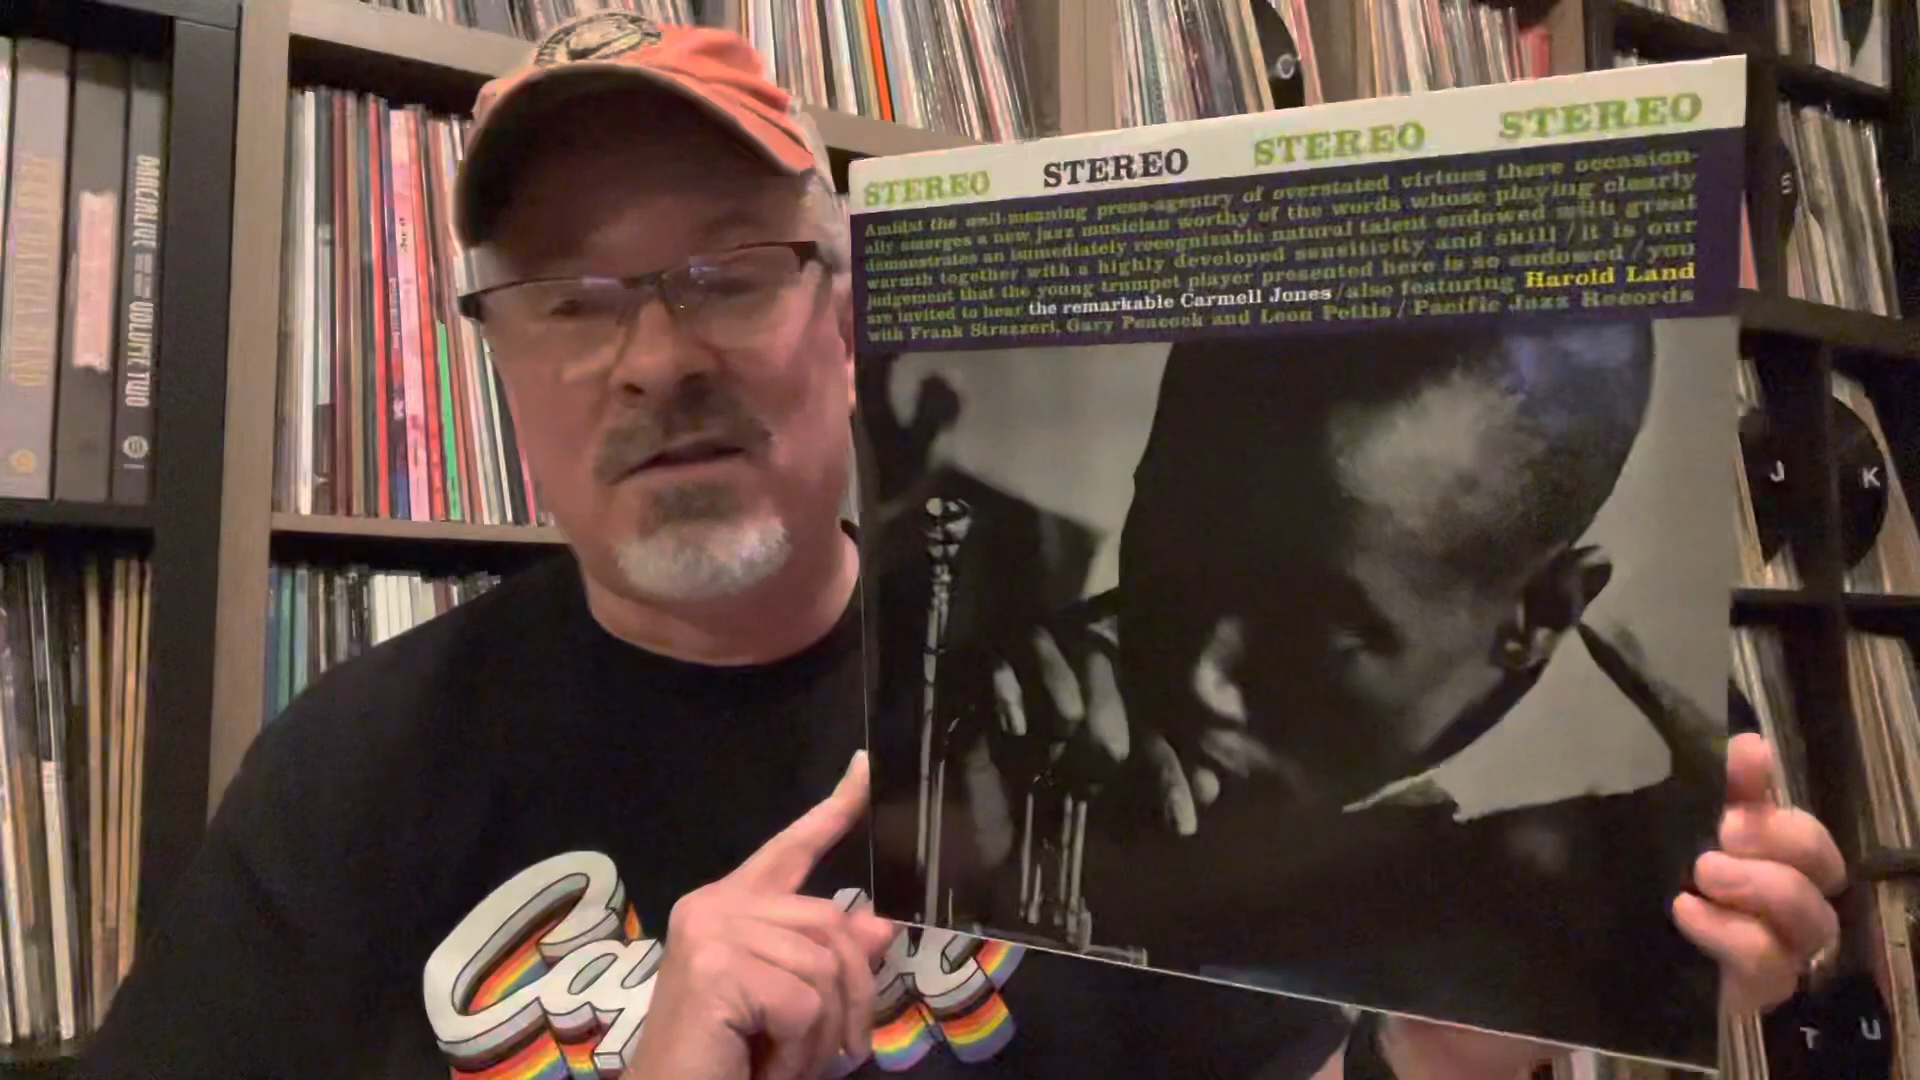 STEREO STEREO STEREO STEREO
Amidst the well-meaning press-agentry of overstated virtues there occasion-
ally emerges a new jazz musician worthy of the words whose playing clearly
demonstrates an immediately recognizable natural talent endowed with great
warmth together with a highly developed sensitivity and skill / it is our
judgement that the young trumpet player presented here is so endowed / you
are invited to hear the remarkable Carmell Jones / also featuring Harold Land
with Frank Strazzeri, Gary Peacock and Leon Pettis / Pacific Jazz Records
BARCIELIVE VOLUME TWO
C
S
J
K
T
U